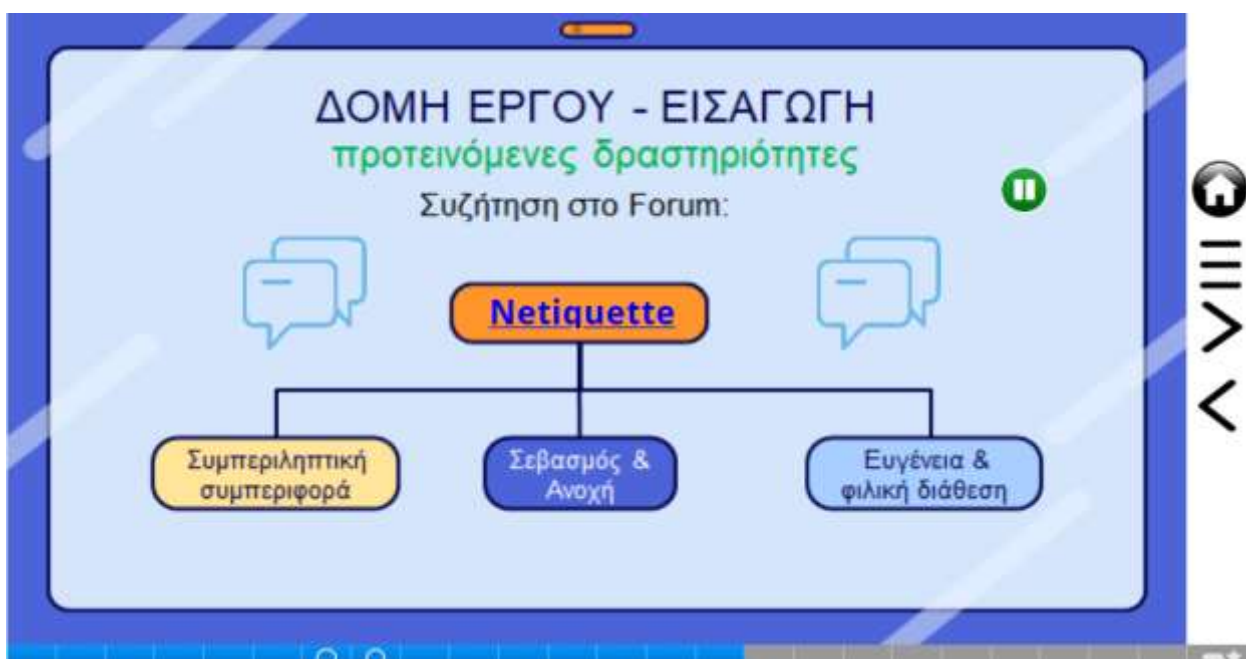 ΔΟΜΗ ΕΡΓΟΥ - ΕΙΣΑΓΩΓΗ
προτεινόμενες δραστηριότητες
Συζήτηση στο Forum:
Netiquette
Συμπεριληπτική
συμπεριφορά
Σεβασμός &
Ανοχή
Ευγένεια &
φιλική διάθεση